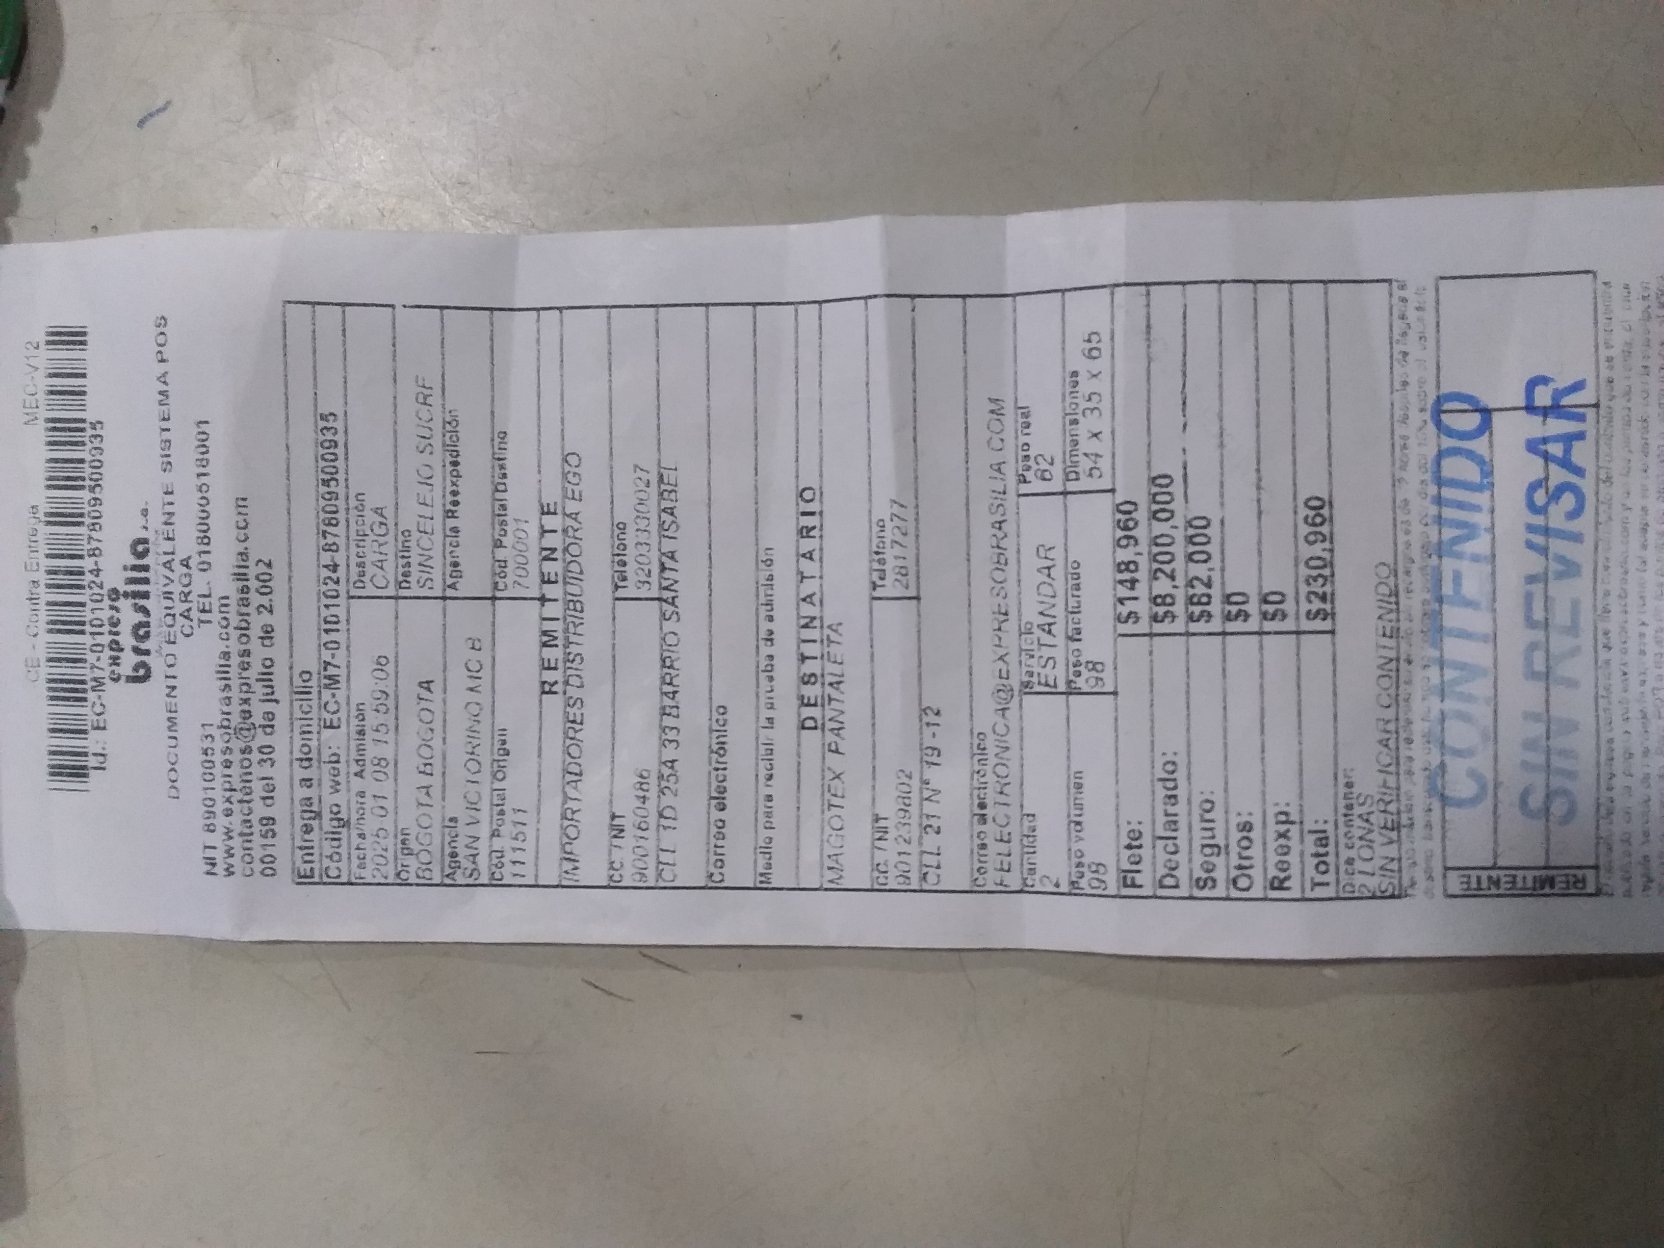 CE - Contra Entrega MEC-V12
Id.: EC-M7-0101024-87809500935
expreso
brasilia s.a.
DOCUMENTO EQUIVALENTE SISTEMA POS
CARGA
NIT 890100531 TEL. 018000518001
www.expresobrasilia.com
contactenos@expresobrasilia.com
00159 del 30 de julio de 2.002
Entrega a domicilio
Código web: EC-M7-0101024-87809500935
Fecha/hora Admisión Descripción
2025 01 08 15:59:06 CARGA
Origen Destino
BOGOTA BOGOTA SINCELEJO SUCRE
Agencia Agencia Reexpedición
SAN VICTORINO MC B
Cód. Postal Origen Cód Postal Destino
111511 700001
REMITENTE
IMPORTADORES DISTRIBUIDORA EGO
CC. / NIT Teléfono
900160486 3203330027
CLL 1D 25A 33 BARRIO SANTA ISABEL
Correo electrónico
Medio para recibir la prueba de admisión
DESTINATARIO
MAGOTEX PANTALETA
CC. / NIT Teléfono
901239802 2817277
CLL 21 N° 19 -12
Correo electrónico
FELECTRONICA@EXPRESOBRASILIA.COM
Cantidad Servicio Peso real
2 ESTANDAR 82
Peso volumen Peso facturado Dimensiones
98 98 54 X 35 X 65
Flete: $148,960
Declarado: $8,200,000
Seguro: $82,000
Otros: $0
Reexp: $0
Total: $230,960
Dice contener:
2 LONAS
SIN VERIFICAR CONTENIDO
REMITENTE
CONTENIDO
SIN REVISAR